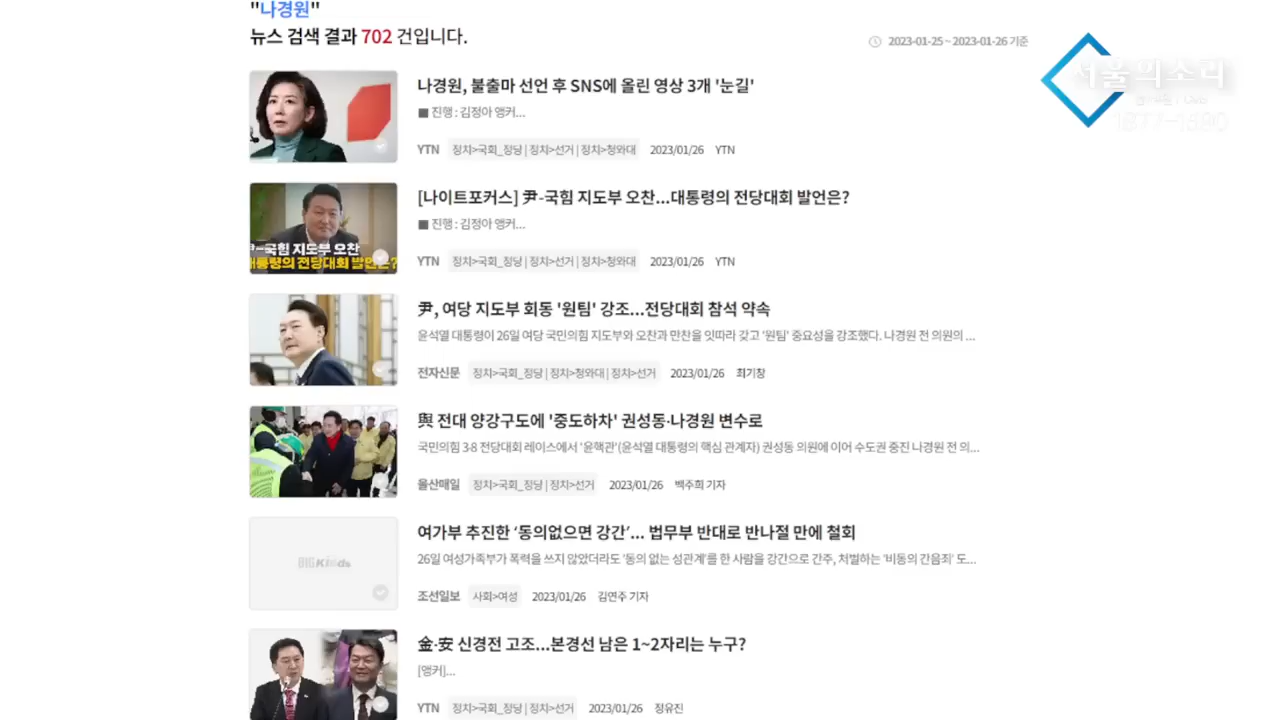 "나경원"
뉴스 검색 결과 702 건입니다.
2023-01-25 ~ 2023-01-26 기준
서울의소리
1877-1580
나경원, 불출마 선언 후 SNS에 올린 영상 3개 '눈길'
■ 진행 : 김정아 앵커...
YTN 정치>국회_정당 | 정치>선거 | 정치>청와대 2023/01/26 YTN
[나이트포커스] 尹-국힘 지도부 오찬...대통령의 전당대회 발언은?
■ 진행 : 김정아 앵커...
尹-국힘 지도부 오찬
대통령의 전당대회 발언은?
YTN 정치>국회_정당 | 정치>선거 | 정치>청와대 2023/01/26 YTN
尹, 여당 지도부 회동 '원팀' 강조...전당대회 참석 약속
윤석열 대통령이 26일 여당 국민의힘 지도부와 오찬과 만찬을 잇따라 갖고 '원팀' 중요성을 강조했다. 나경원 전 의원의 ...
전자신문 정치>국회_정당 | 정치>청와대 | 정치>선거 2023/01/26 최기창
與 전대 양강구도에 '중도하차' 권성동·나경원 변수로
국민의힘 3·8 전당대회 레이스에서 '윤핵관'(윤석열 대통령의 핵심 관계자) 권성동 의원에 이어 수도권 중진 나경원 전 의...
울산매일 정치>국회_정당 | 정치>선거 2023/01/26 백주희 기자
여가부 추진한 ‘동의없으면 강간’... 법무부 반대로 반나절 만에 철회
26일 여성가족부가 폭력을 쓰지 않았더라도 '동의 없는 성관계'를 한 사람을 강간으로 간주, 처벌하는 '비동의 간음죄' 도...
BIGKinds
조선일보 사회>여성 2023/01/26 김연주 기자
金·安 신경전 고조...본경선 남은 1~2자리는 누구?
[앵커]...
YTN 정치>국회_정당 | 정치>선거 2023/01/26 정유진